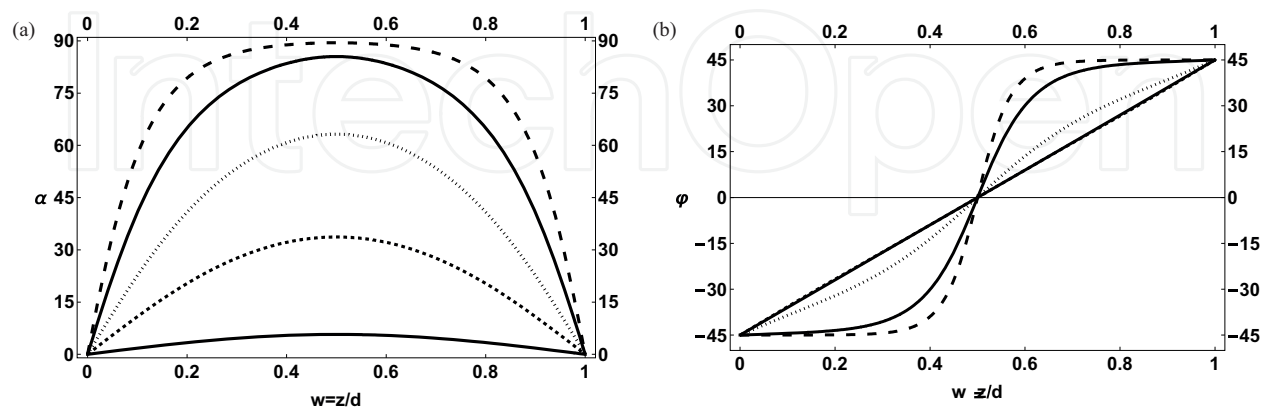 (a)
0 0.2 0.4 0.6 0.8 1
90 90
75 75
60 60
α 45 45
30 30
15 15
0 0
0 0.2 0.4 0.6 0.8 1
w=z/d
(b)
0 0.2 0.4 0.6 0.8 1
45 45
30 30
15 15
φ 0 0
-15 -15
-30 -30
-45 -45
0 0.2 0.4 0.6 0.8 1
w=z/d
IntechOpen